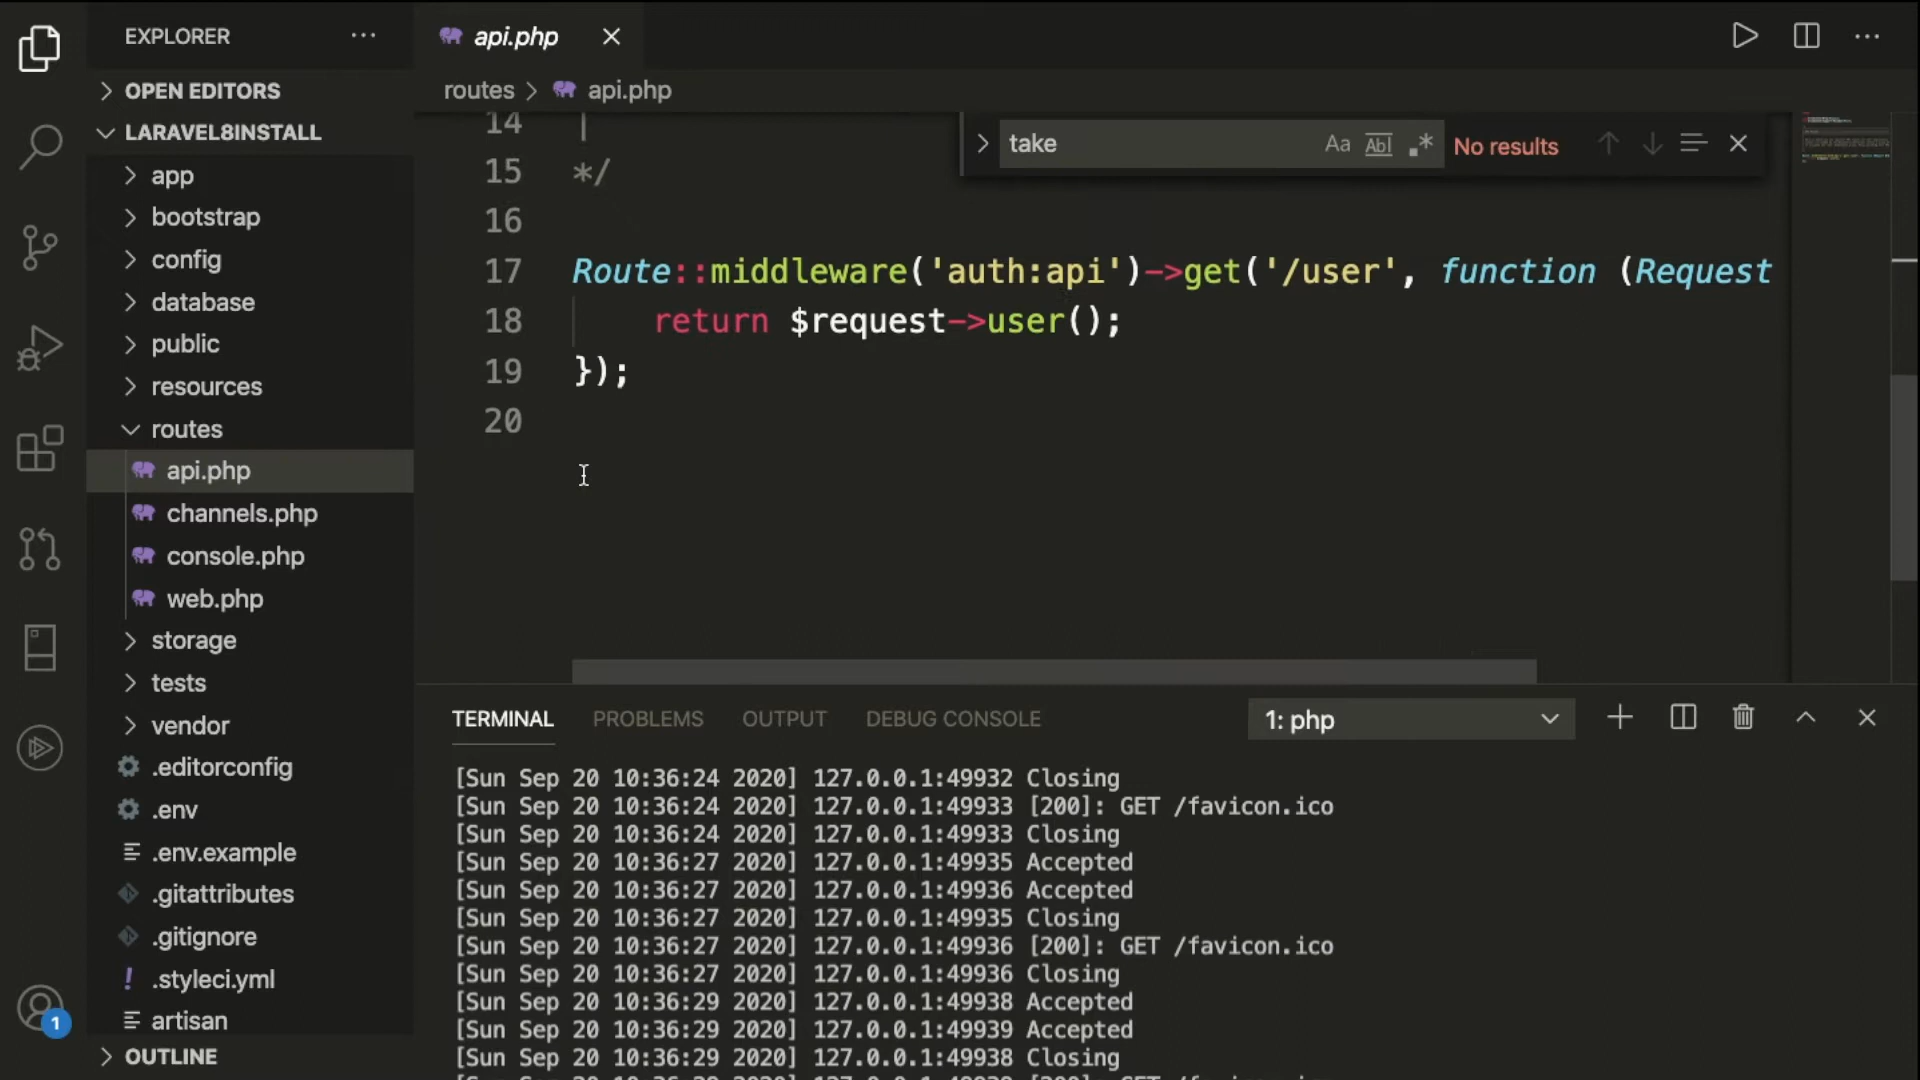 EXPLORER
OPEN EDITORS
LARAVEL8INSTALL
app
bootstrap
config
database
public
resources
routes
api.php
channels.php
console.php
web.php
storage
tests
vendor
.editorconfig
.env
.env.example
.gitattributes
.gitignore
.styleci.yml
artisan
OUTLINE
1
api.php
routes > api.php
take
Aa
Abl
.*
No results
14 |
15 */
16
17 Route::middleware('auth:api')->get('/user', function (Request
18 return $request->user();
19 });
20
TERMINAL PROBLEMS OUTPUT DEBUG CONSOLE 1: php
[Sun Sep 20 10:36:24 2020] 127.0.0.1:49932 Closing
[Sun Sep 20 10:36:24 2020] 127.0.0.1:49933 [200]: GET /favicon.ico
[Sun Sep 20 10:36:24 2020] 127.0.0.1:49933 Closing
[Sun Sep 20 10:36:27 2020] 127.0.0.1:49935 Accepted
[Sun Sep 20 10:36:27 2020] 127.0.0.1:49936 Accepted
[Sun Sep 20 10:36:27 2020] 127.0.0.1:49935 Closing
[Sun Sep 20 10:36:27 2020] 127.0.0.1:49936 [200]: GET /favicon.ico
[Sun Sep 20 10:36:27 2020] 127.0.0.1:49936 Closing
[Sun Sep 20 10:36:29 2020] 127.0.0.1:49938 Accepted
[Sun Sep 20 10:36:29 2020] 127.0.0.1:49939 Accepted
[Sun Sep 20 10:36:29 2020] 127.0.0.1:49938 Closing